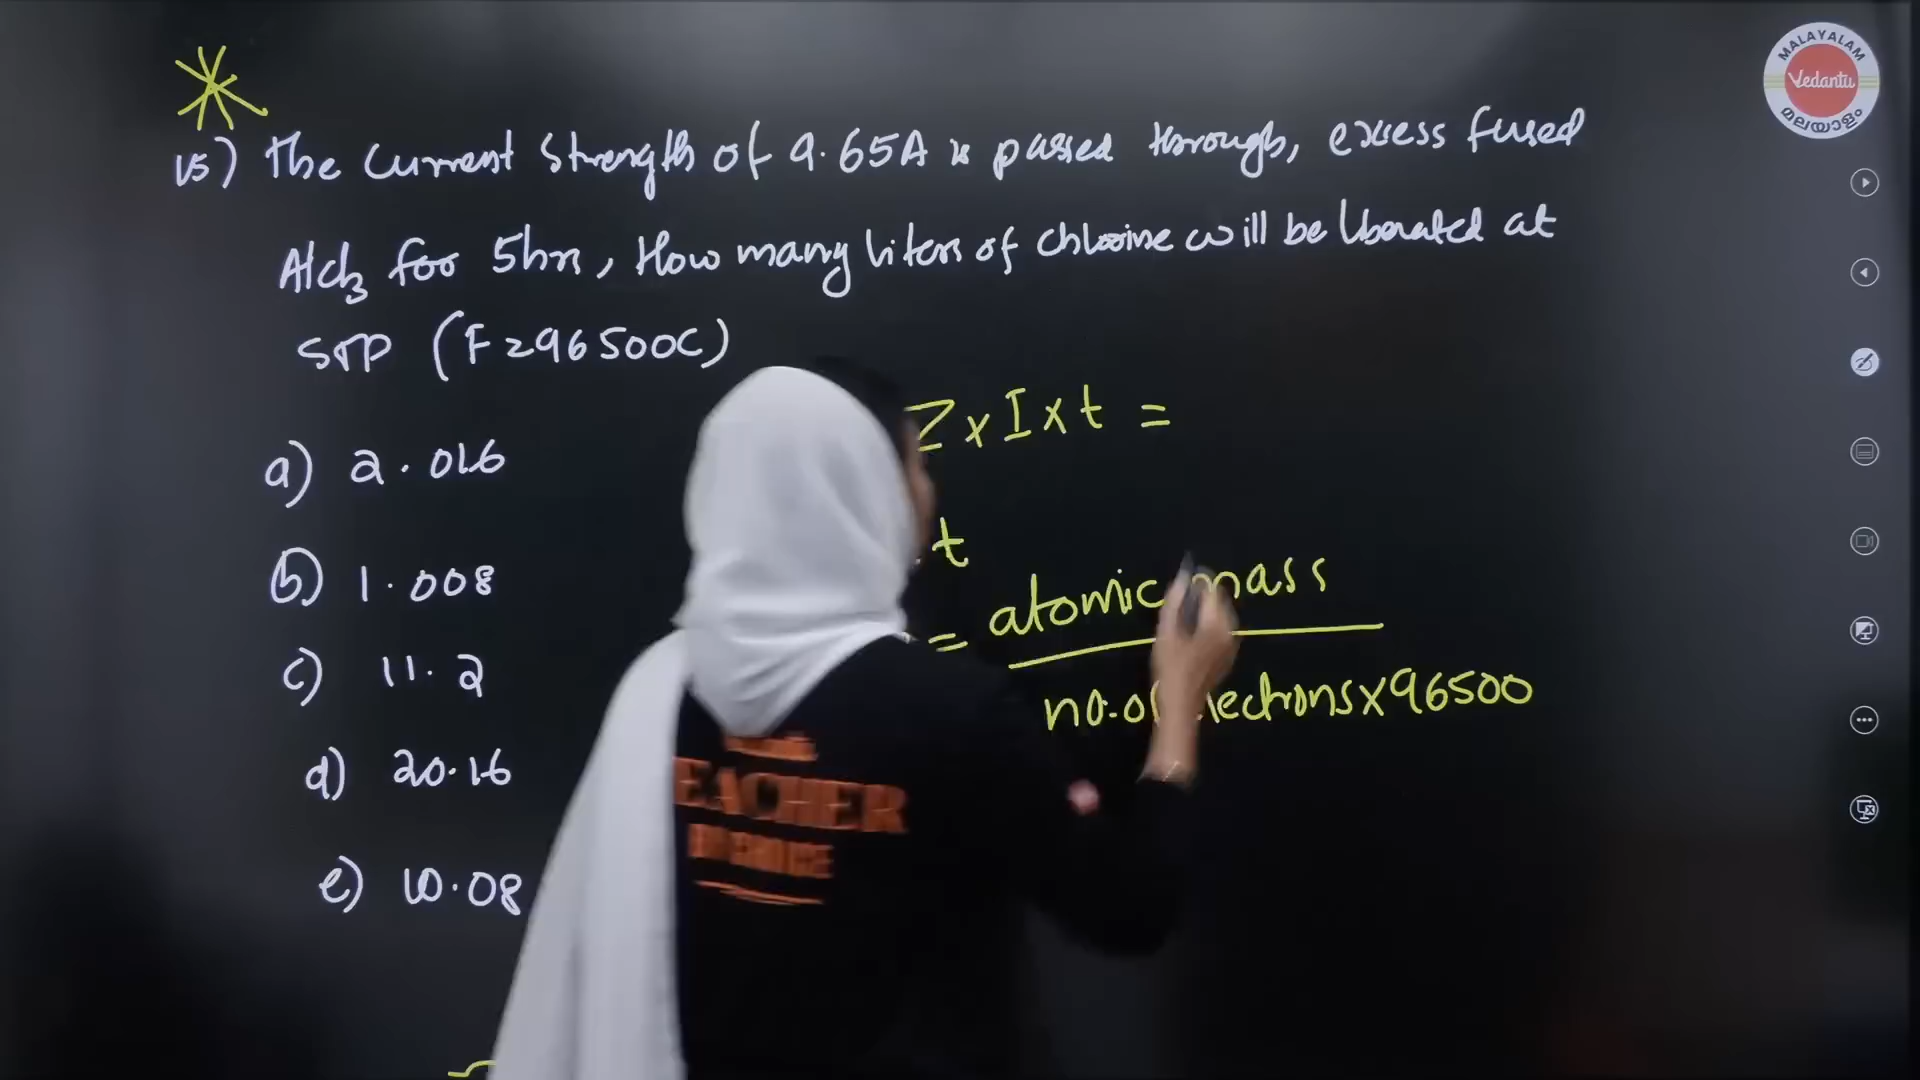 MALAYALAM
Vedantu
മലയാളം
15) The Current Strength of 9.65A is passed through, excess fused
AlCl3 for 5hrs, How many liters of chlorine will be liberated at
STP (F=96500C)
Z x I x t =
a) 2.016
t
b) 1.008
= atomic mass
no. of electrons x 96500
c) 11.2
d) 20.16
e) 10.08
EACHER